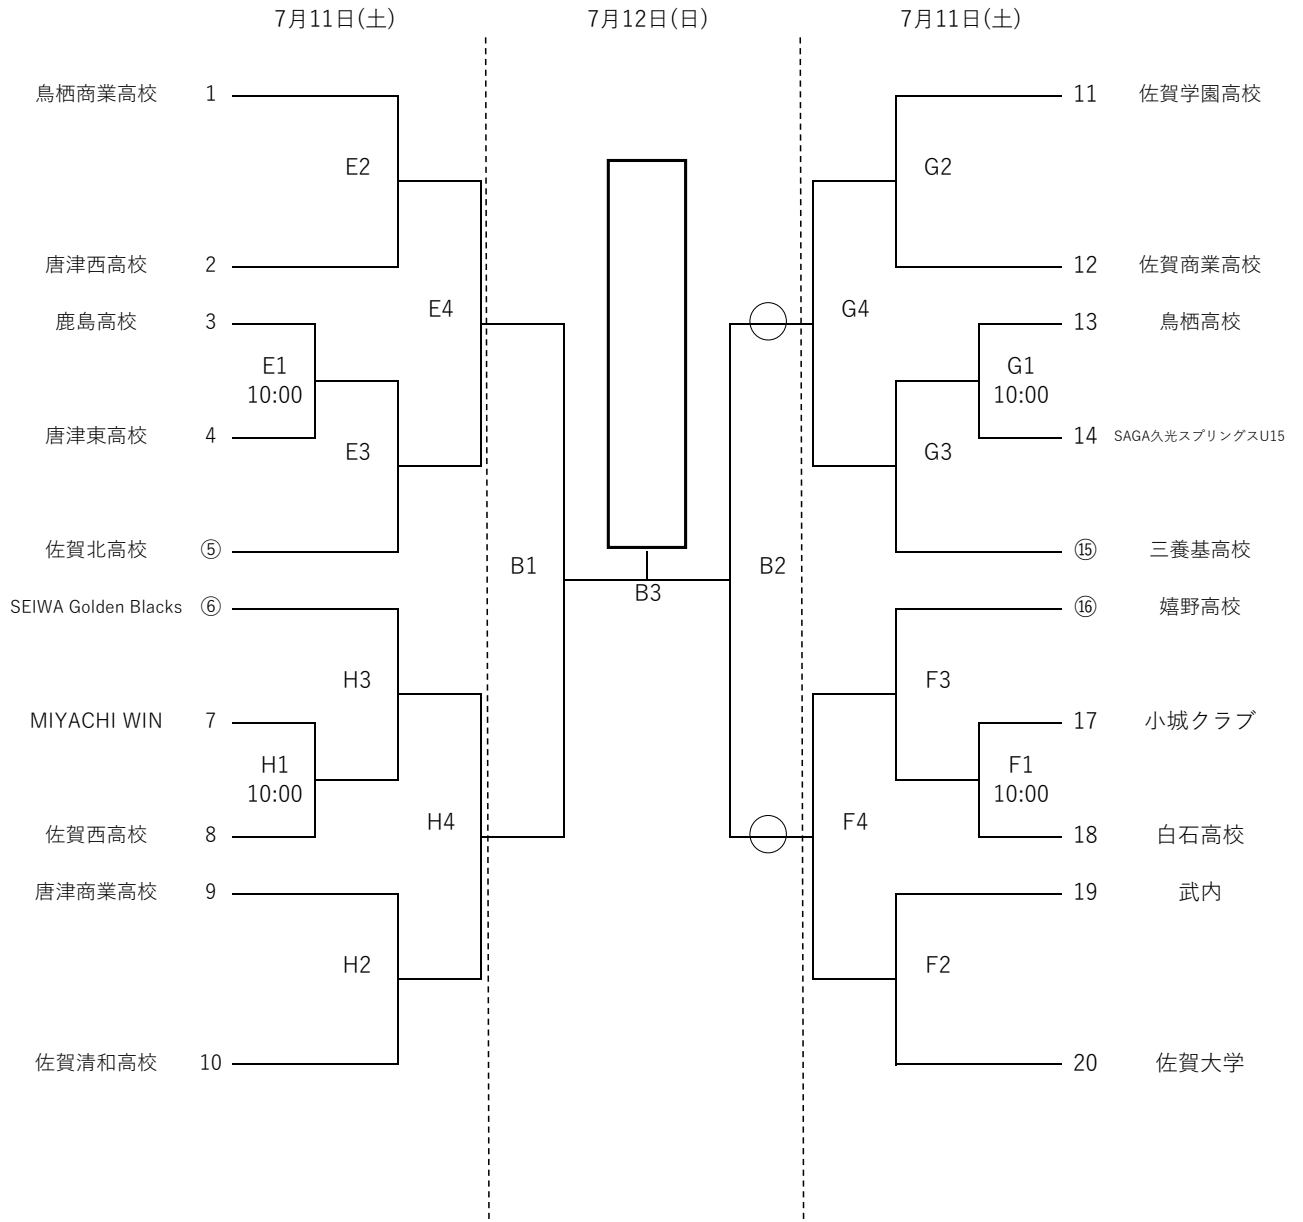 7月11日(土) 7月12日(日) 7月11日(土)
鳥栖商業高校 1 11 佐賀学園高校
E2 G2
唐津西高校 2 12 佐賀商業高校
E4 G4
鹿島高校 3 13 鳥栖高校
E1 G1
10:00 10:00
唐津東高校 4 14 SAGA久光スプリングスU15
E3 G3
佐賀北高校 ⑤ ⑮ 三養基高校
B1 B2
B3
SEIWA Golden Blacks ⑥ ⑯ 嬉野高校
H3 F3
MIYACHI WIN 7 17 小城クラブ
H1 F1
10:00 10:00
H4 F4
佐賀西高校 8 18 白石高校
唐津商業高校 9 19 武内
H2 F2
佐賀清和高校 10 20 佐賀大学